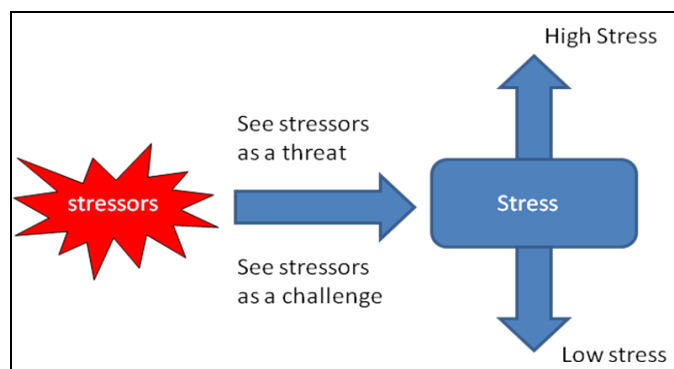 High Stress
See stressors
as a threat
stressors
Stress
See stressors
as a challenge
Low stress